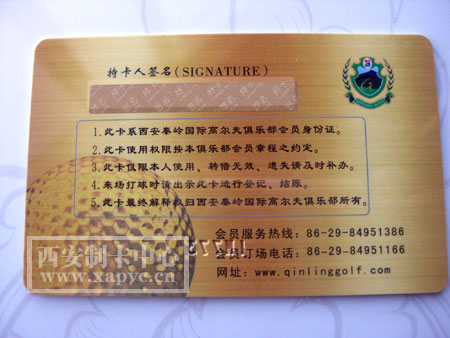 持卡人签名(SIGNATURE)
1.此卡系西安秦岭国际高尔夫俱乐部会员身份证。
2.此卡使用权限按本俱乐部会员章程之约定。
3.此卡仅限本人使用、转借无效、遗失请及时补办。
4.来场打球时请出示此卡进行登记、结账。
5.此卡最终解释权归西安秦岭国际高尔夫俱乐部所有。
会员服务热线：86-29-84951386
会员订场电话：86-29-84951166
网址：www.qinlinggolf.com
西安制卡中心
www.xapyc.cn